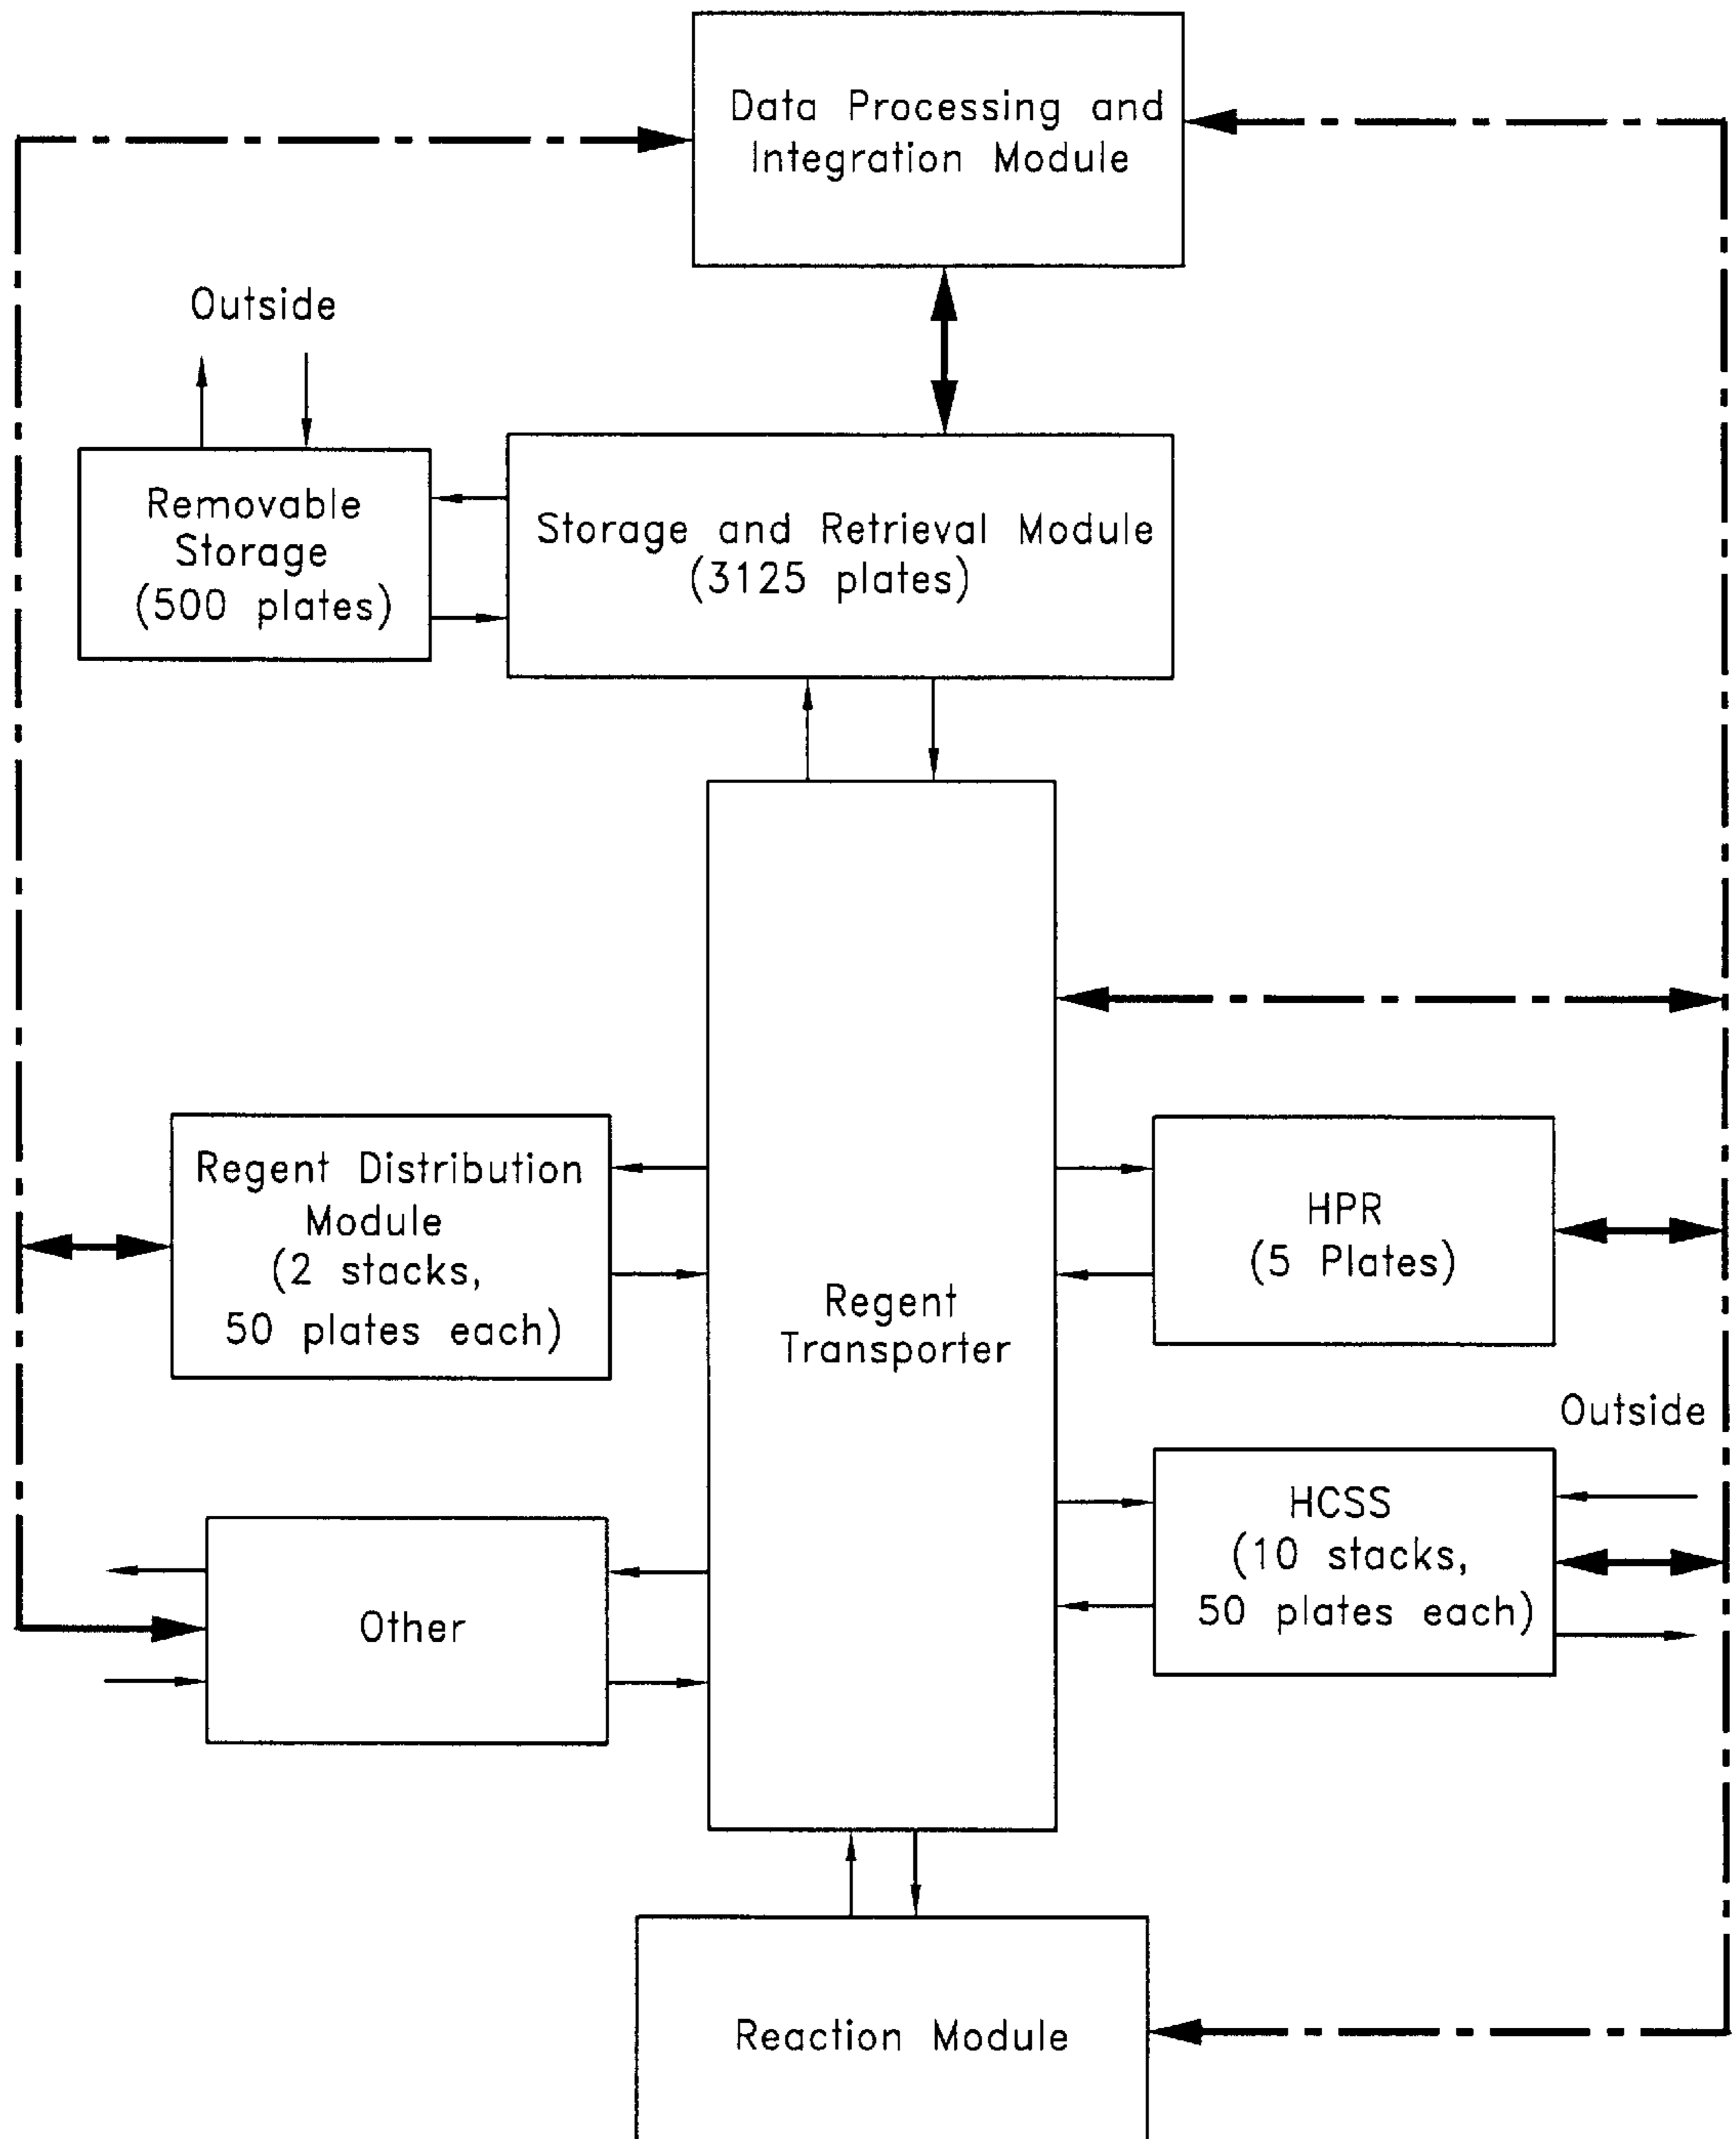 Data Processing and
Integration Module
Outside
Removable
Storage
(500 plates)
Storage and Retrieval Module
(3125 plates)
Regent Distribution
Module
(2 stacks,
50 plates each)
HPR
(5 Plates)
Regent
Transporter
Outside
HCSS
(10 stacks,
50 plates each)
Other
Reaction Module